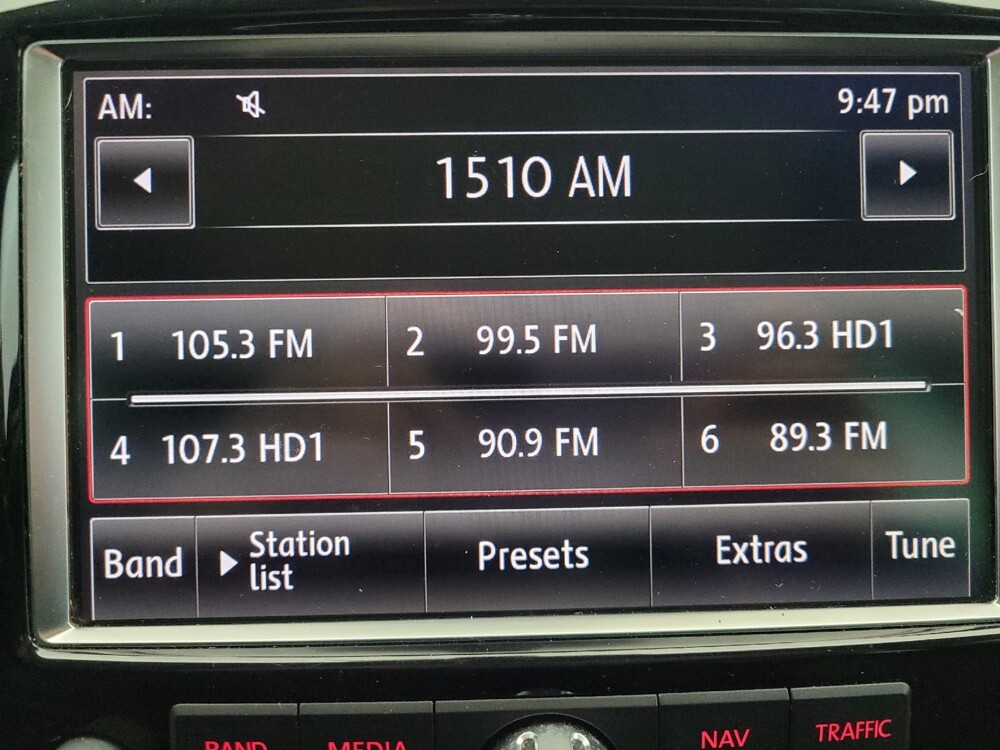 AM: 9:47 pm
1510 AM
1 105.3 FM 2 99.5 FM 3 96.3 HD1
4 107.3 HD1 5 90.9 FM 6 89.3 FM
Band Station list Presets Extras Tune
BAND MEDIA NAV TRAFFIC